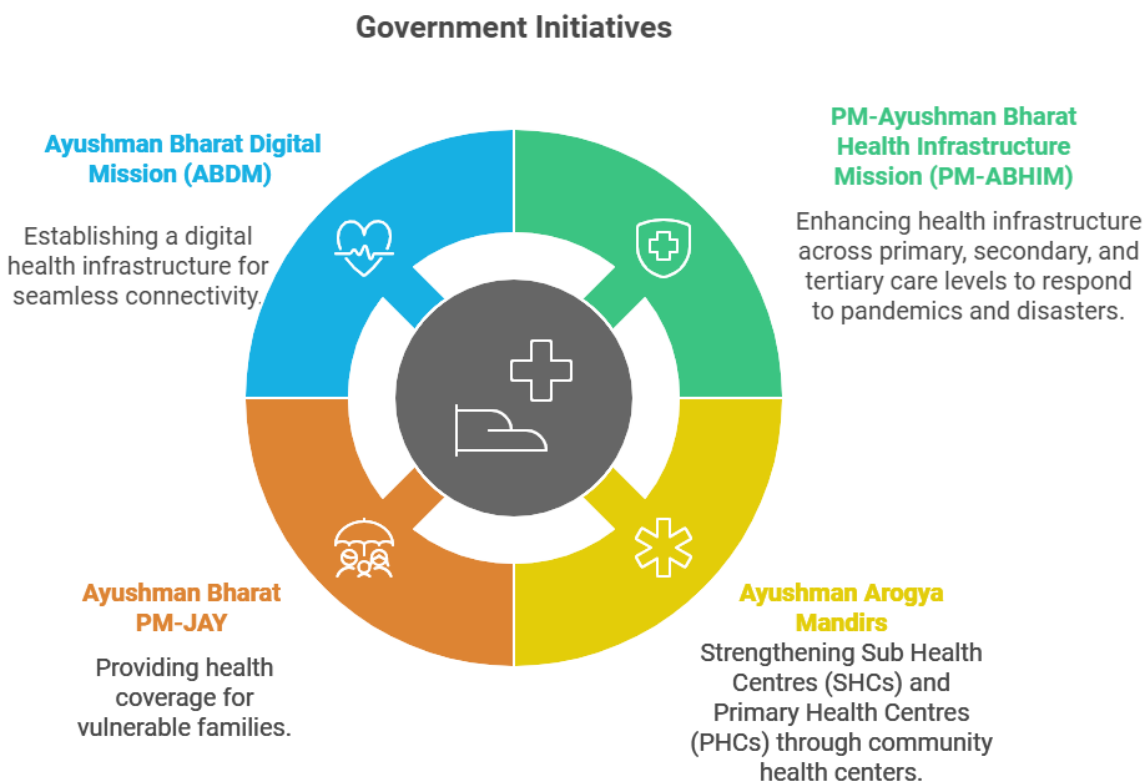 Government Initiatives
Ayushman Bharat Digital
Mission (ABDM)
Establishing a digital
health infrastructure for
seamless connectivity.
PM-Ayushman Bharat
Health Infrastructure
Mission (PM-ABHIM)
Enhancing health infrastructure
across primary, secondary, and
tertiary care levels to respond
to pandemics and disasters.
Ayushman Bharat
PM-JAY
Providing health
coverage for
vulnerable families.
Ayushman Arogya
Mandirs
Strengthening Sub Health
Centres (SHCs) and
Primary Health Centres
(PHCs) through community
health centers.